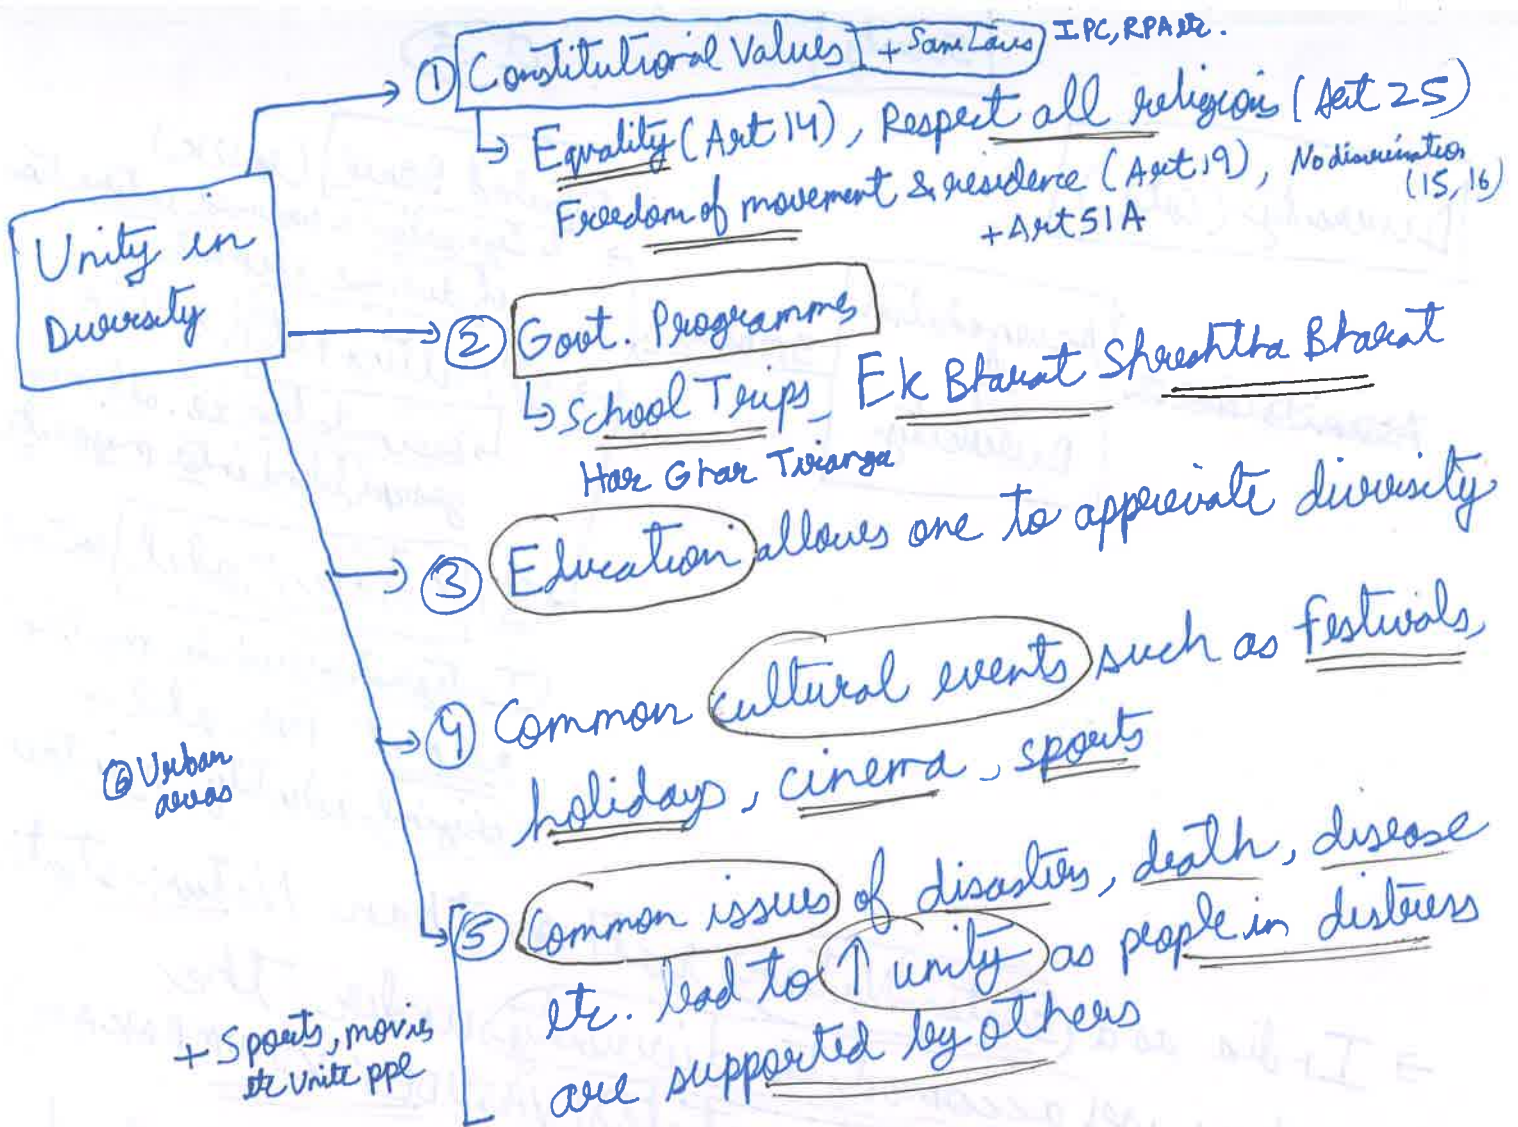 ① Constitutional Values + Same Laws IPC, RPA etc.
↳ Equality (Art 14), Respect all religions (Art 25)
Freedom of movement & residence (Art 19), No discrimination (15, 16)
+ Art 51A
Unity in
Diversity
② Govt. Programmes
↳ School Trips, Ek Bharat Shreshtha Bharat
Har Ghar Tiranga
③ Education allows one to appreciate diversity
④ Common cultural events such as festivals,
holidays, cinema, sports
⑥ Urban
areas
⑤ Common issues of disasters, death, disease
etc. lead to ↑ unity as people in distress
are supported by others
+ Sports, movies
etc unite ppl